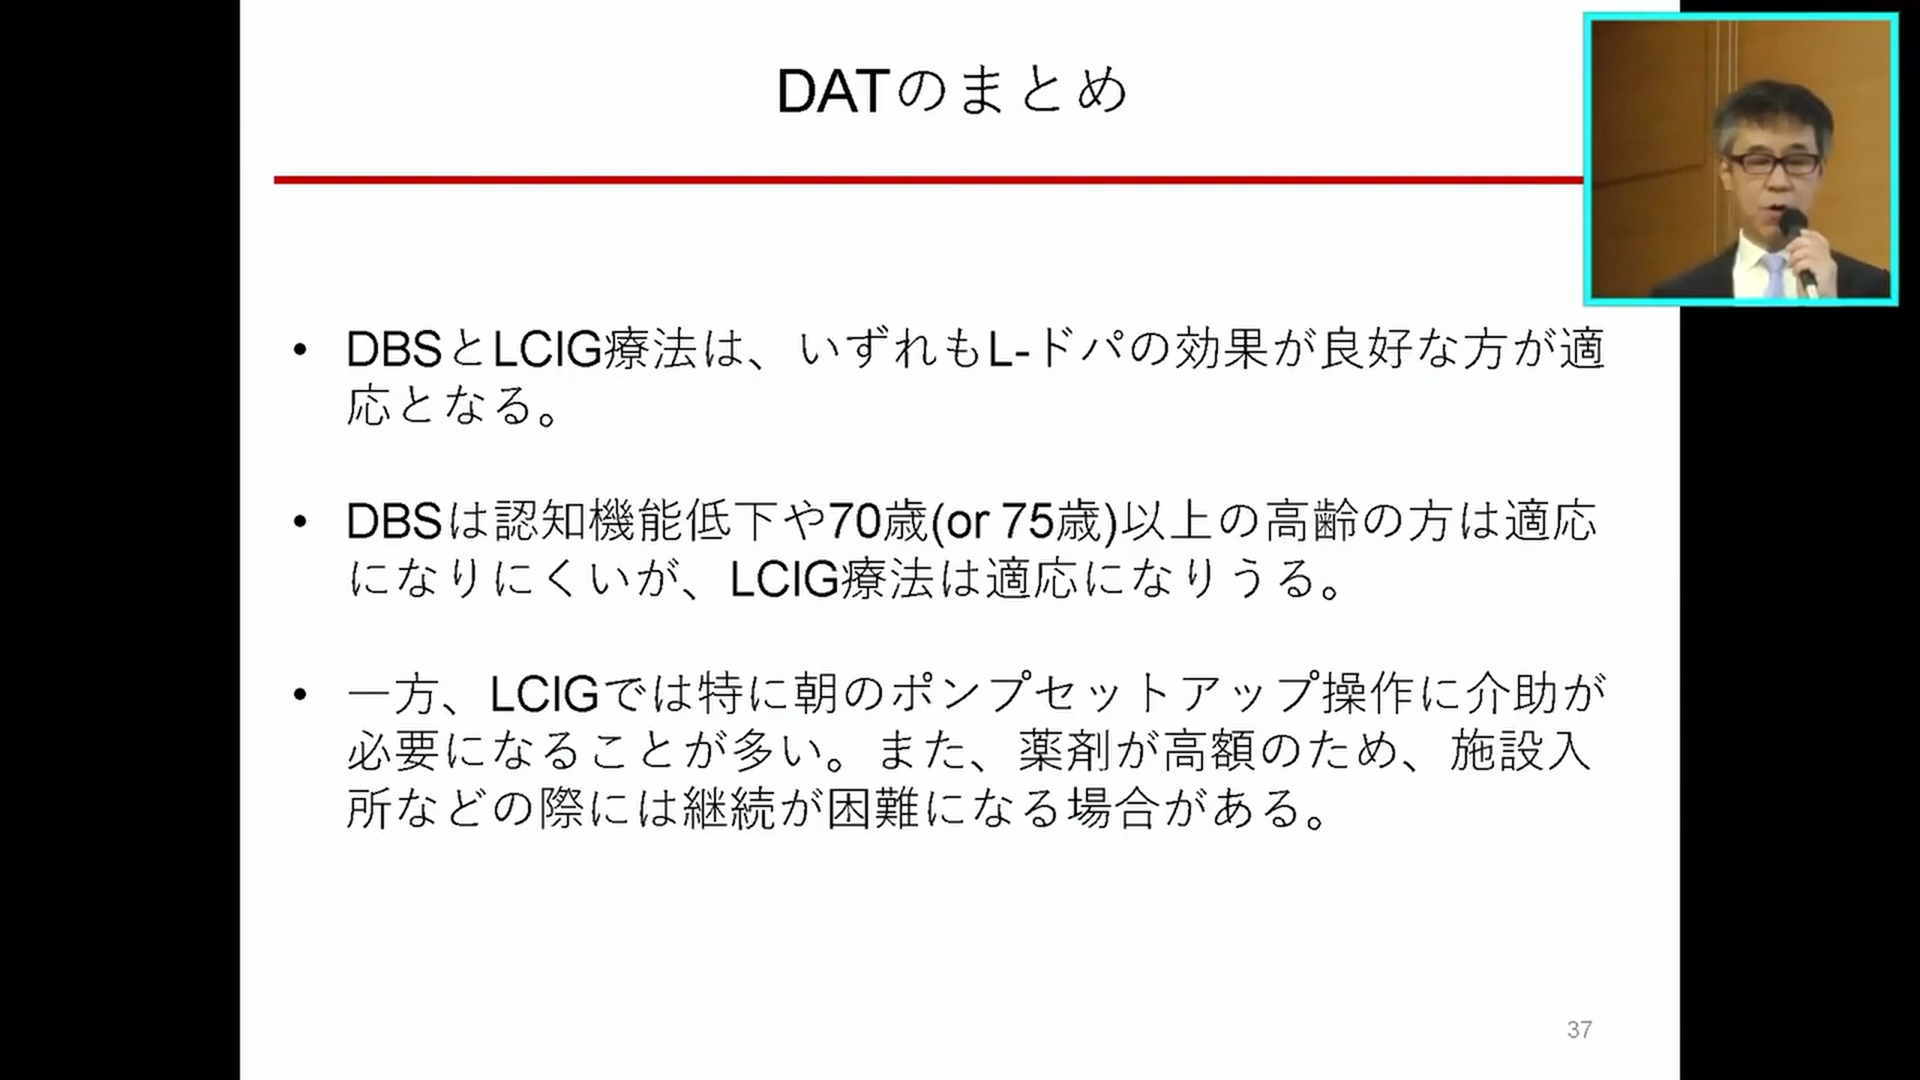 DATのまとめ
• DBSとLCIG療法は、いずれもL-ドパの効果が良好な方が適
応となる。
• DBSは認知機能低下や70歳(or 75歳)以上の高齢の方は適応
になりにくいが、LCIG療法は適応になりうる。
• 一方、LCIGでは特に朝のポンプセットアップ操作に介助が
必要になることが多い。また、薬剤が高額のため、施設入
所などの際には継続が困難になる場合がある。
37